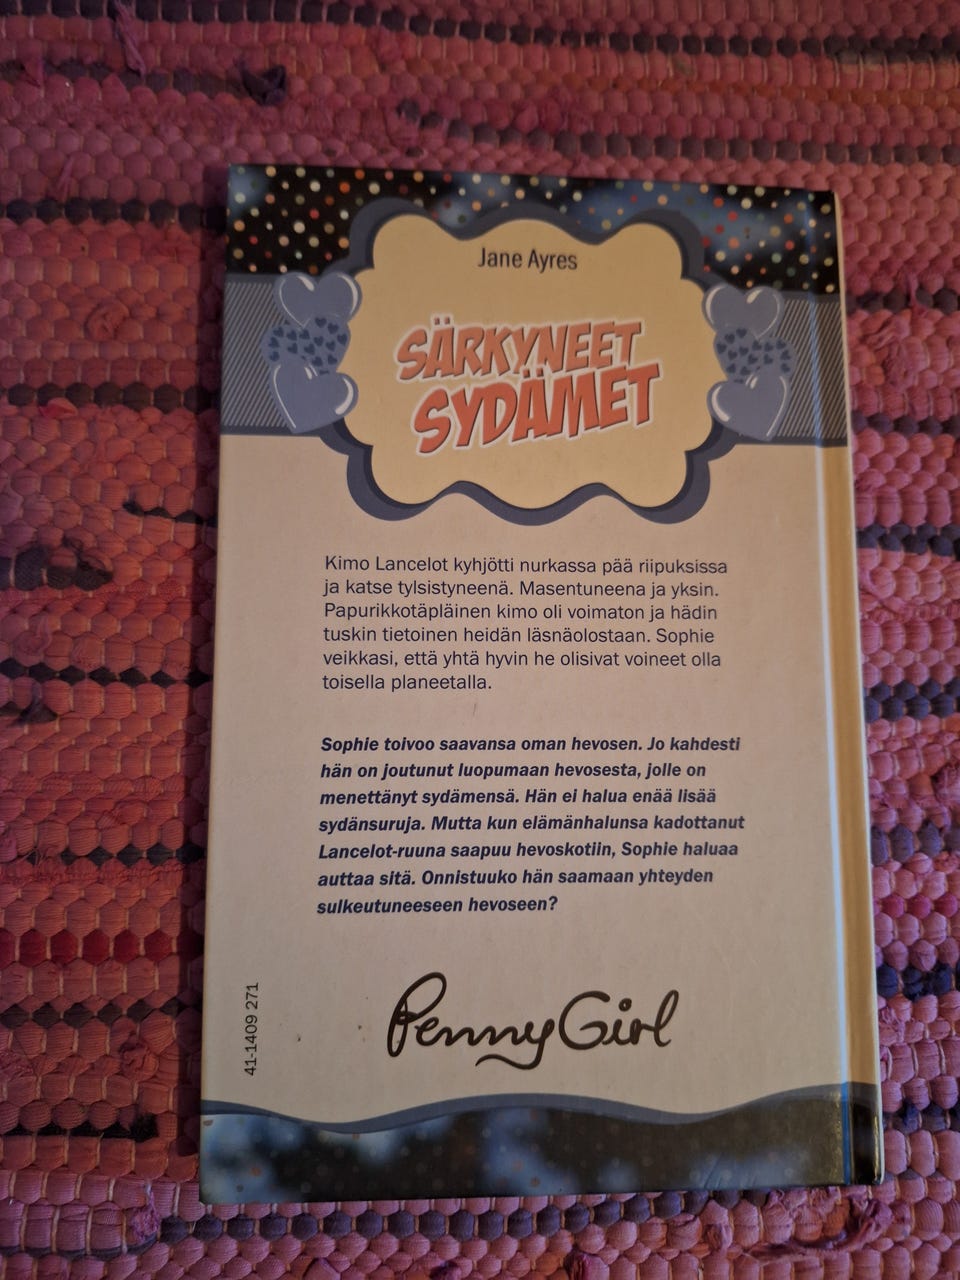 Jane Ayres
SÄRKYNEET
SYDÄMET
Kimo Lancelot kyhjötti nurkassa pää riipuksissa
ja katse tylsistyneenä. Masentuneena ja yksin.
Papurikkotäpläinen kimo oli voimaton ja hädin
tuskin tietoinen heidän läsnäolostaan. Sophie
veikkasi, että yhtä hyvin he olisivat voineet olla
toisella planeetalla.
Sophie toivoo saavansa oman hevosen. Jo kahdesti
hän on joutunut luopumaan hevosesta, jolle on
menettänyt sydämensä. Hän ei halua enää lisää
sydänsuruja. Mutta kun elämänhalunsa kadottanut
Lancelot-ruuna saapuu hevoskotiin, Sophie haluaa
auttaa sitä. Onnistuuko hän saamaan yhteyden
sulkeutuneeseen hevoseen?
PennyGirl
41-1409 271